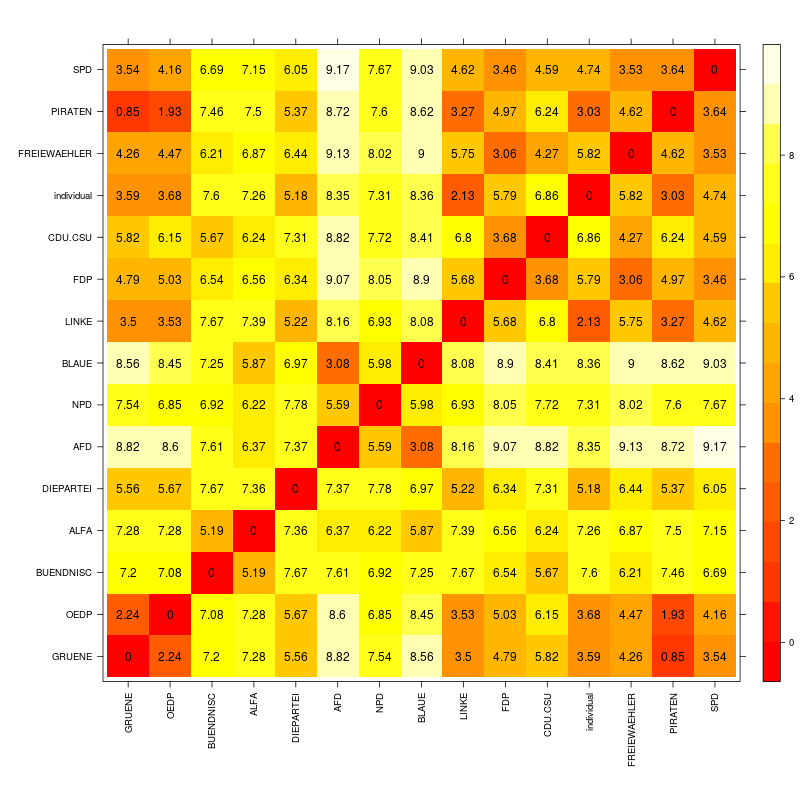 SPD 3.54 4.16 6.69 7.15 6.05 9.17 7.67 9.03 4.62 3.46 4.59 4.74 3.53 3.64 0
PIRATEN 0.85 1.93 7.46 7.5 5.37 8.72 7.6 8.62 3.27 4.97 6.24 3.03 4.62 0 3.64
FREIEWAEHLER 4.26 4.47 6.21 6.87 6.44 9.13 8.02 9 5.75 3.06 4.27 5.82 0 4.62 3.53
8
individual 3.59 3.68 7.6 7.26 5.18 8.35 7.31 8.36 2.13 5.79 6.86 0 5.82 3.03 4.74
CDU.CSU 5.82 6.15 5.67 6.24 7.31 8.82 7.72 8.41 6.8 3.68 0 6.86 4.27 6.24 4.59
FDP 4.79 5.03 6.54 6.56 6.34 9.07 8.05 8.9 5.68 0 3.68 5.79 3.06 4.97 3.46
6
LINKE 3.5 3.53 7.67 7.39 5.22 8.16 6.93 8.08 0 5.68 6.8 2.13 5.75 3.27 4.62
BLAUE 8.56 8.45 7.25 5.87 6.97 3.08 5.98 0 8.08 8.9 8.41 8.36 9 8.62 9.03
4
NPD 7.54 6.85 6.92 6.22 7.78 5.59 0 5.98 6.93 8.05 7.72 7.31 8.02 7.6 7.67
AFD 8.82 8.6 7.61 6.37 7.37 0 5.59 3.08 8.16 9.07 8.82 8.35 9.13 8.72 9.17
DIEPARTEI 5.56 5.67 7.67 7.36 0 7.37 7.78 6.97 5.22 6.34 7.31 5.18 6.44 5.37 6.05
2
ALFA 7.28 7.28 5.19 0 7.36 6.37 6.22 5.87 7.39 6.56 6.24 7.26 6.87 7.5 7.15
BUENDNISC 7.2 7.08 0 5.19 7.67 7.61 6.92 7.25 7.67 6.54 5.67 7.6 6.21 7.46 6.69
OEDP 2.24 0 7.08 7.28 5.67 8.6 6.85 8.45 3.53 5.03 6.15 3.68 4.47 1.93 4.16
0
GRUENE 0 2.24 7.2 7.28 5.56 8.82 7.54 8.56 3.5 4.79 5.82 3.59 4.26 0.85 3.54
GRUENE OEDP BUENDNISC ALFA DIEPARTEI AFD NPD BLAUE LINKE FDP CDU.CSU individual FREIEWAEHLER PIRATEN SPD